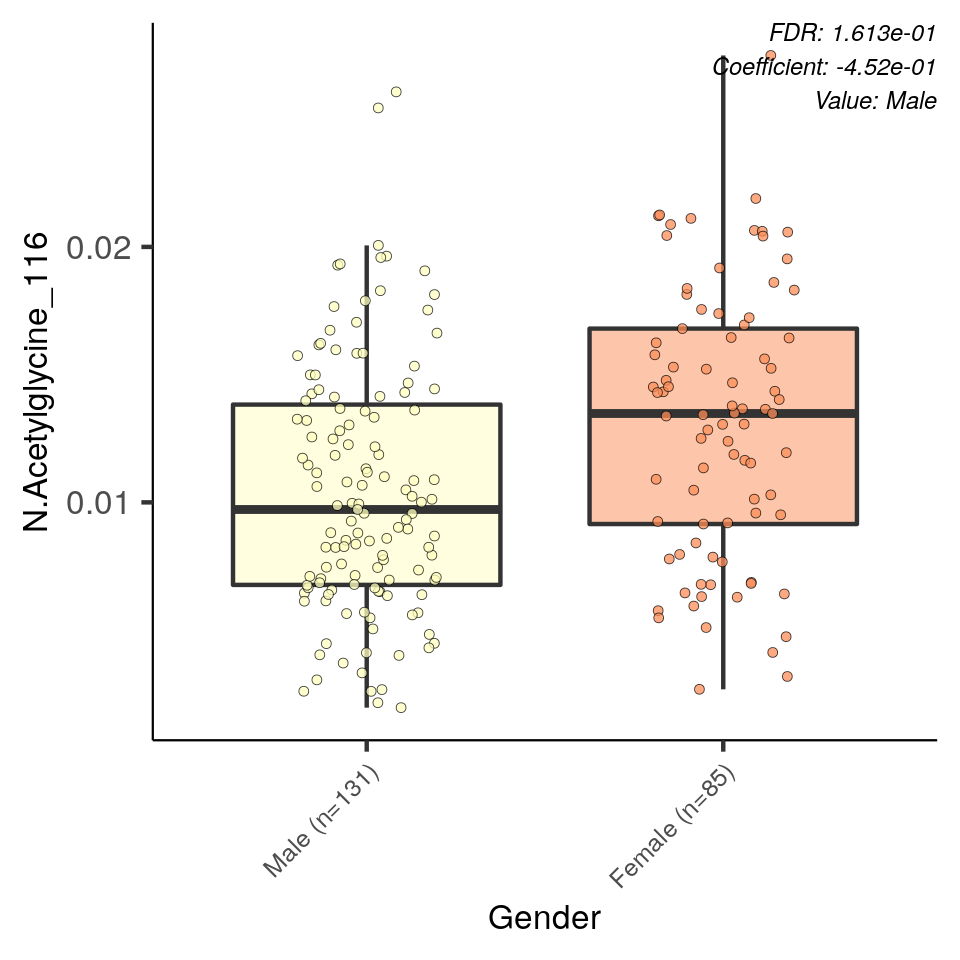 FDR: 1.613e-01
Coefficient: -4.52e-01
Value: Male
N.Acetylglycine_116
0.02
0.01
Male (n=131)
Female (n=85)
Gender